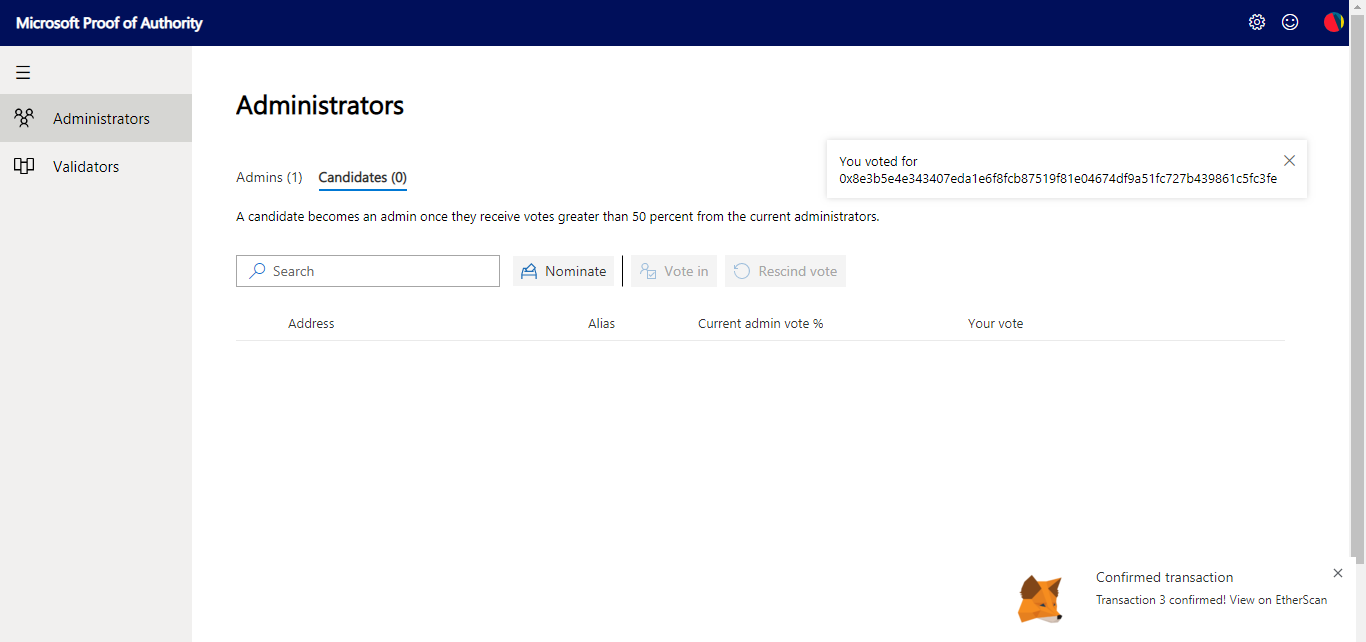 Microsoft Proof of Authority
Administrators
Validators
Administrators
You voted for
0x8e3b5e4e343407eda1e6f8fcb87519f81e04674df9a51fc727b439861c5fc3fe
Admins (1) Candidates (0)
A candidate becomes an admin once they receive votes greater than 50 percent from the current administrators.
Search Nominate Vote in Rescind vote
Address Alias Current admin vote % Your vote
Confirmed transaction
Transaction 3 confirmed! View on EtherScan